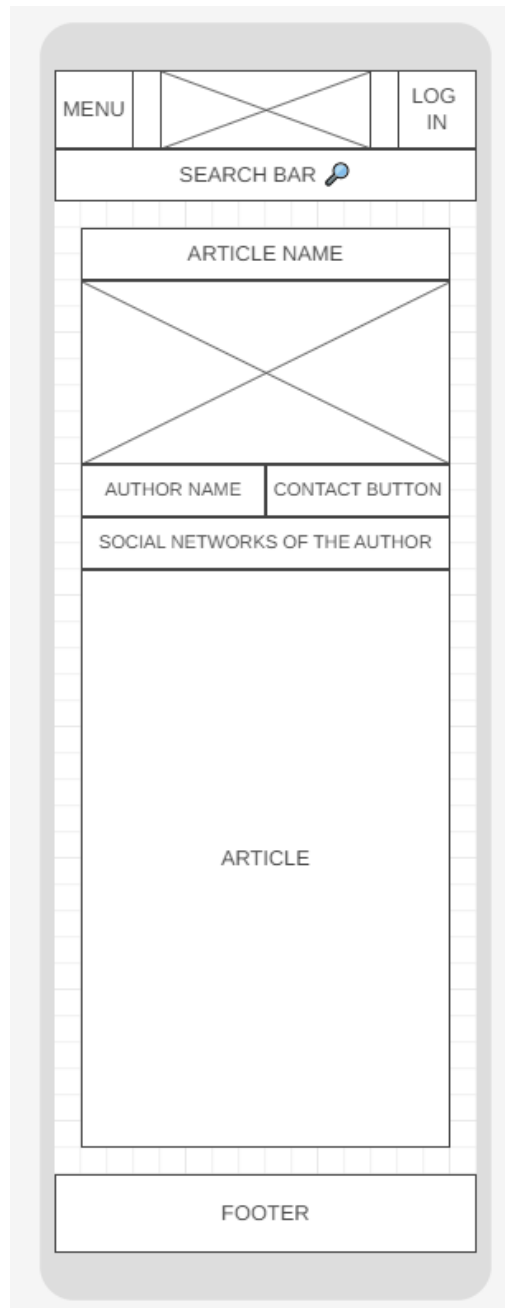 MENU
LOG
IN
SEARCH BAR 🔎
ARTICLE NAME
AUTHOR NAME
CONTACT BUTTON
SOCIAL NETWORKS OF THE AUTHOR
ARTICLE
FOOTER